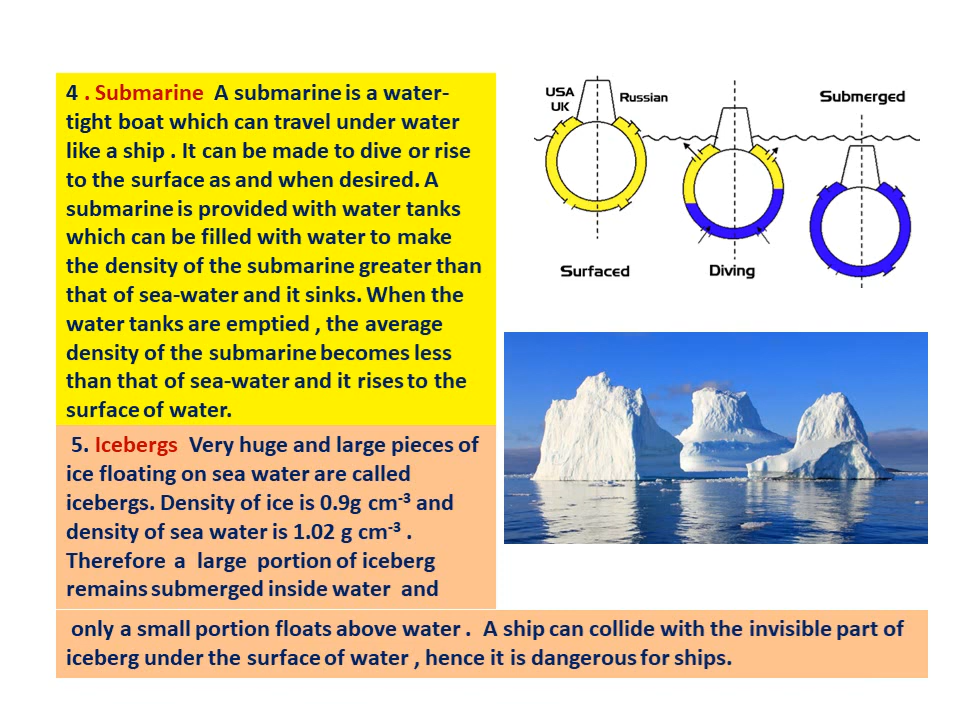 4 . Submarine A submarine is a water-
tight boat which can travel under water
like a ship . It can be made to dive or rise
to the surface as and when desired. A
submarine is provided with water tanks
which can be filled with water to make
the density of the submarine greater than
that of sea-water and it sinks. When the
water tanks are emptied , the average
density of the submarine becomes less
than that of sea-water and it rises to the
surface of water.
USA
UK
Russian
Submerged
Surfaced
Diving
5. Icebergs Very huge and large pieces of
ice floating on sea water are called
icebergs. Density of ice is 0.9g cm⁻³ and
density of sea water is 1.02 g cm⁻³ .
Therefore a large portion of iceberg
remains submerged inside water and
only a small portion floats above water . A ship can collide with the invisible part of
iceberg under the surface of water , hence it is dangerous for ships.